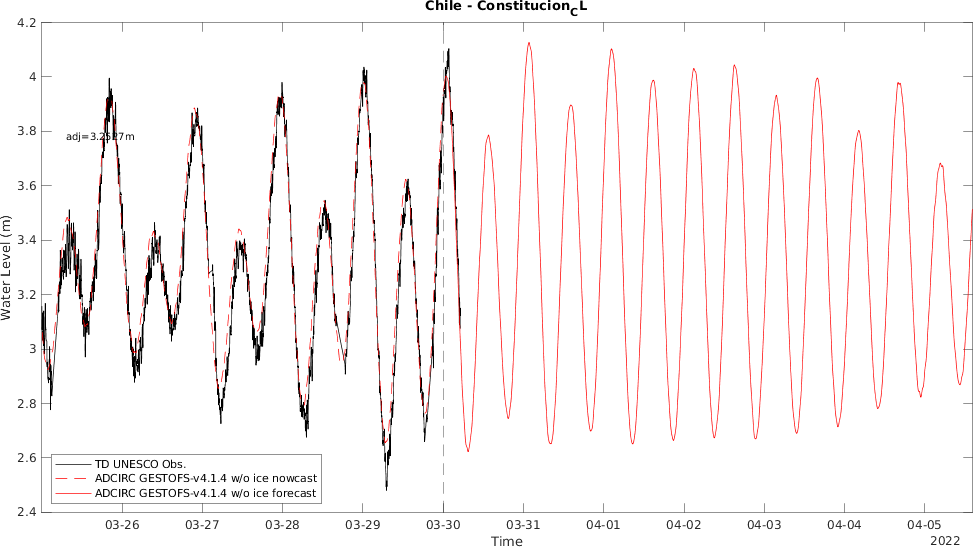 Chile - Constitucion_CL
4.2
4
3.8
3.6
3.4
3.2
3
2.8
2.6
2.4
Water Level (m)
adj=3.2527m
TD UNESCO Obs.
ADCIRC GESTOFS-v4.1.4 w/o ice nowcast
ADCIRC GESTOFS-v4.1.4 w/o ice forecast
03-26 03-27 03-28 03-29 03-30 03-31 04-01 04-02 04-03 04-04 04-05
Time
2022